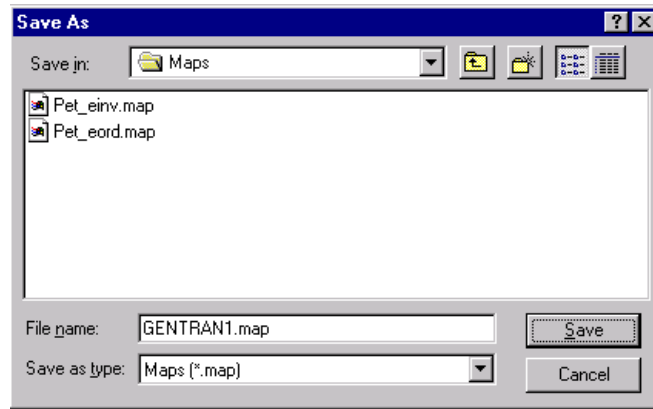 Save As
Save in: Maps
Pet_einv.map
Pet_eord.map
File name: GENTRAN1.map Save
Save as type: Maps (*.map) Cancel